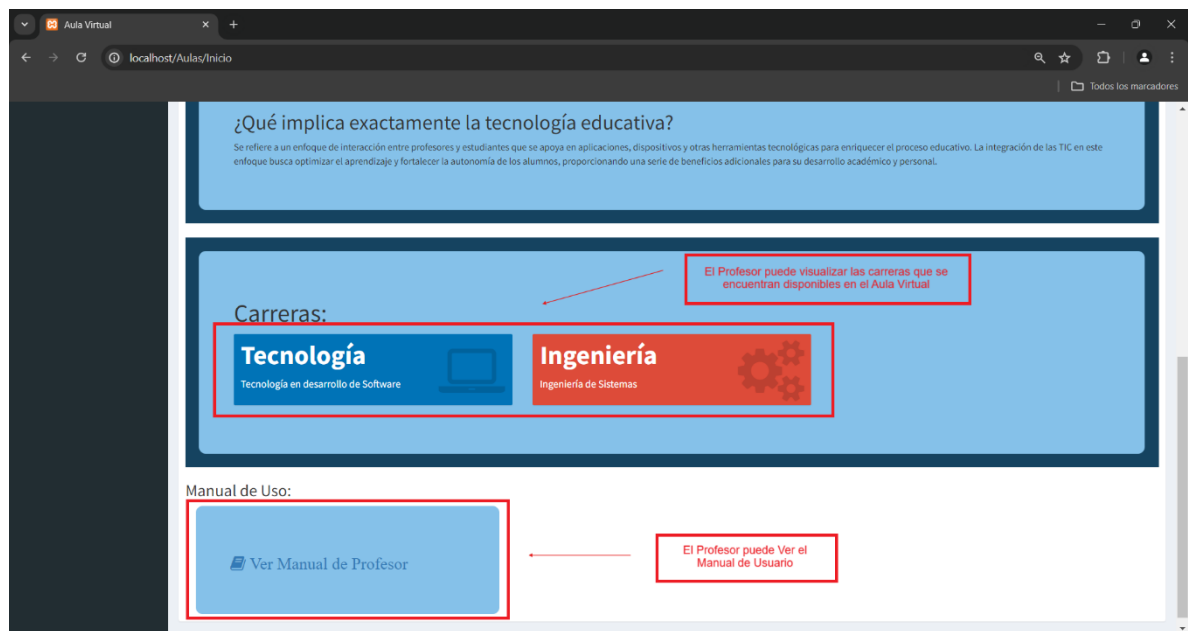 Aula Virtual
localhost/Aulas/Inicio
Todos los marcadores
¿Qué implica exactamente la tecnología educativa?
Se refiere a un enfoque de interacción entre profesores y estudiantes que se apoya en aplicaciones, dispositivos y otras herramientas tecnológicas para enriquecer el proceso educativo. La integración de las TIC en este
enfoque busca optimizar el aprendizaje y fortalecer la autonomía de los alumnos, proporcionando una serie de beneficios adicionales para su desarrollo académico y personal.
El Profesor puede visualizar las carreras que se
encuentran disponibles en el Aula Virtual
Carreras:
Tecnología
Tecnología en desarrollo de Software
Ingeniería
Ingeniería de Sistemas
Manual de Uso:
Ver Manual de Profesor
El Profesor puede Ver el
Manual de Usuario